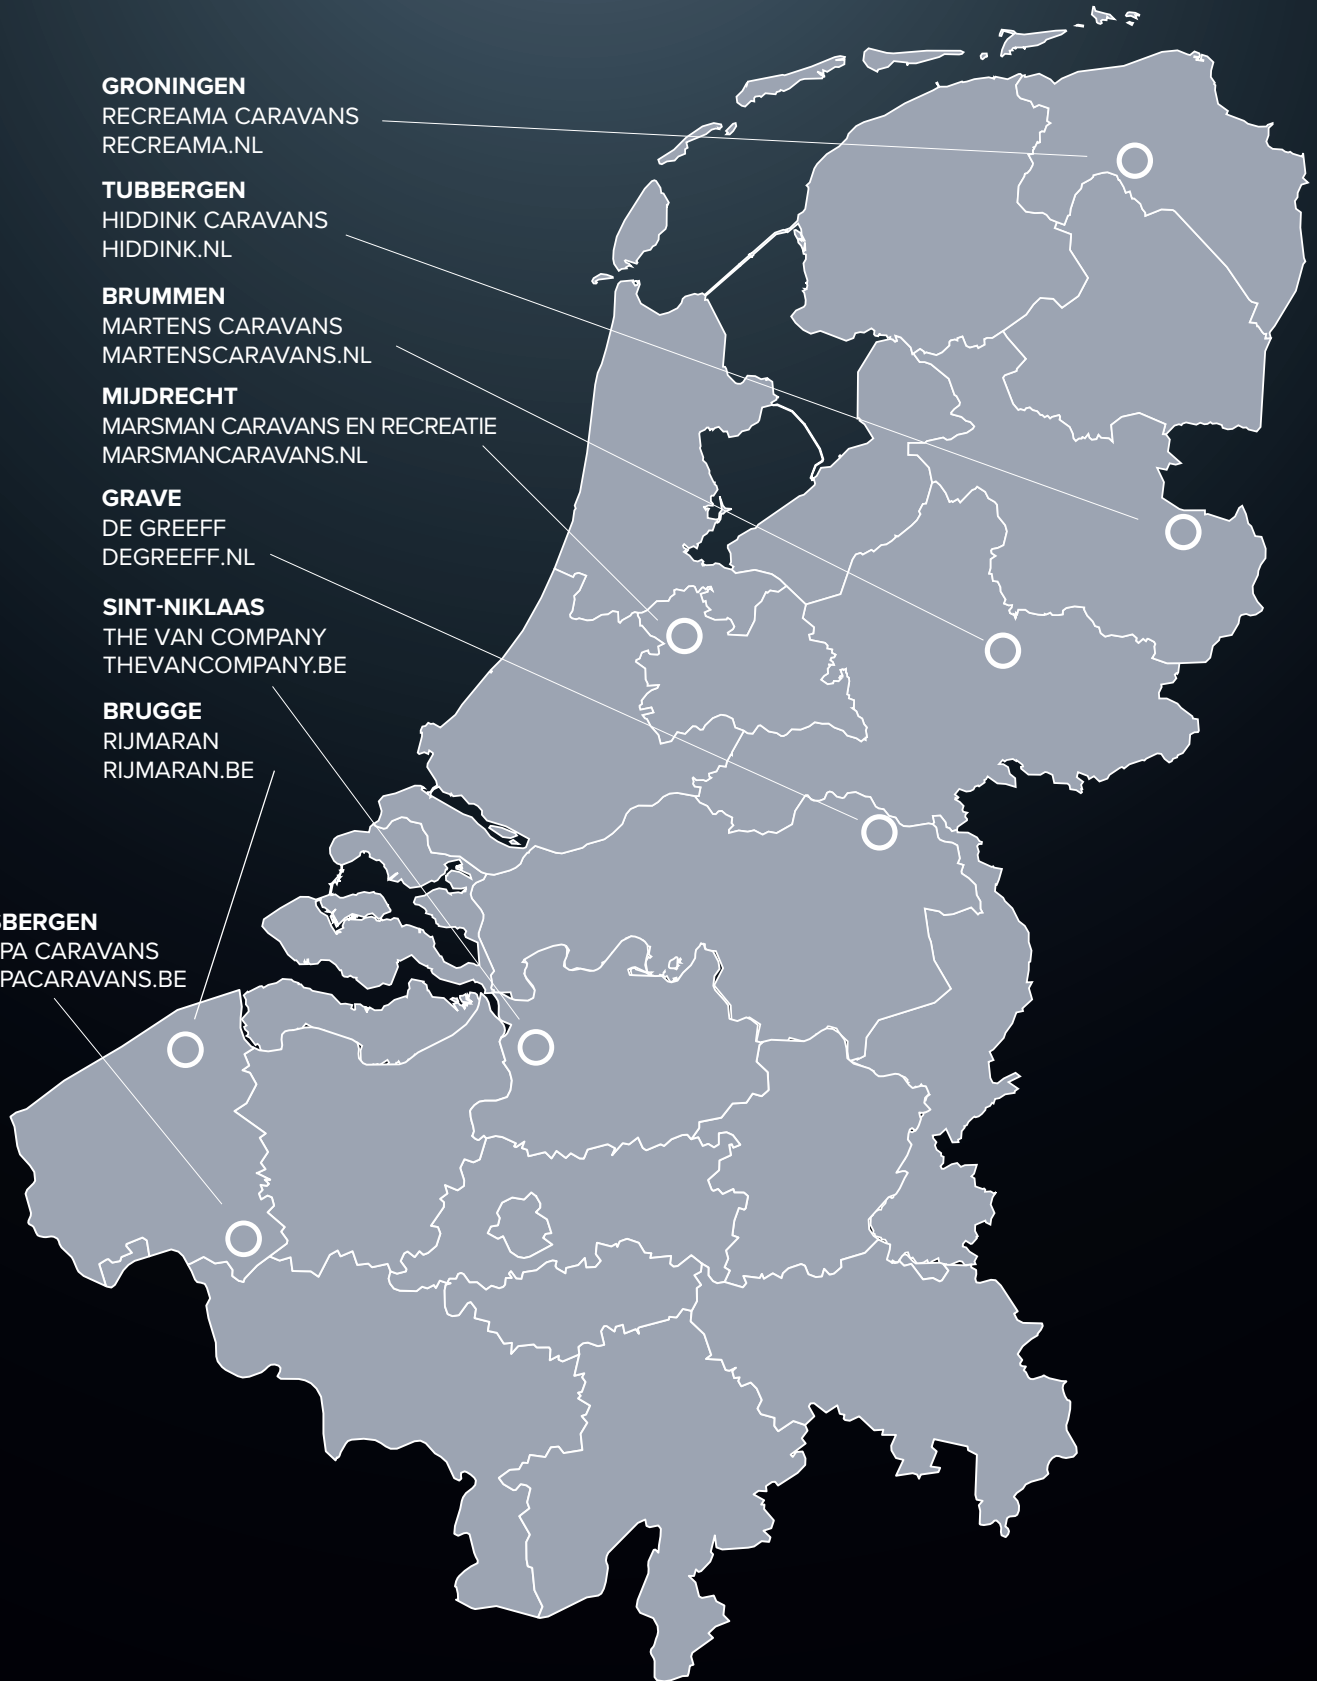 GRONINGEN
RECREAMA CARAVANS
RECREAMA.NL
TUBBERGEN
HIDDINK CARAVANS
HIDDINK.NL
BRUMMEN
MARTENS CARAVANS
MARTENSCARAVANS.NL
MIJDRECHT
MARSMAN CARAVANS EN RECREATIE
MARSMANCARAVANS.NL
GRAVE
DE GREEFF
DEGREEFF.NL
SINT-NIKLAAS
THE VAN COMPANY
THEVANCOMPANY.BE
BRUGGE
RIJMARAN
RIJMARAN.BE
SBERGEN
PA CARAVANS
PACARAVANS.BE